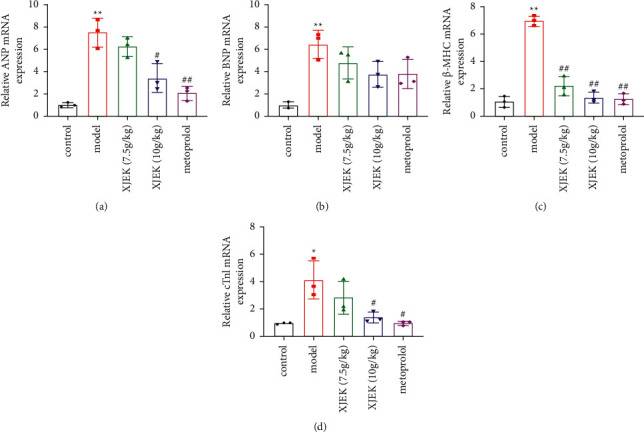 Relative ANP mRNA
expression
10
8
6
4
2
0
**
#
##
control
model
XJEK (7.5g/kg)
XJEK (10g/kg)
metoprolol
(a)
Relative BNP mRNA
expression
10
8
6
4
2
0
**
control
model
XJEK (7.5g/kg)
XJEK (10g/kg)
metoprolol
(b)
Relative β-MHC mRNA
expression
8
6
4
2
0
**
##
##
##
control
model
XJEK (7.5g/kg)
XJEK (10g/kg)
metoprolol
(c)
Relative cTnl mRNA
expression
8
6
4
2
0
*
#
#
control
model
XJEK (7.5g/kg)
XJEK (10g/kg)
metoprolol
(d)